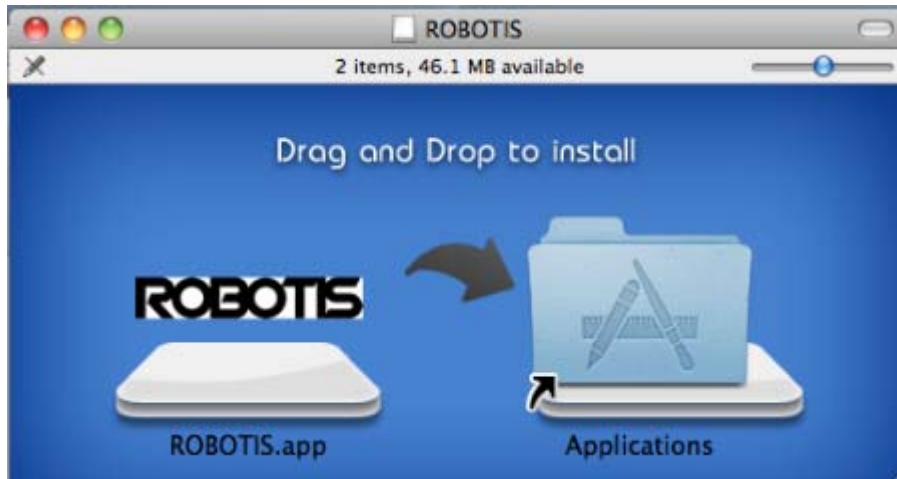 ROBOTIS
2 items, 46.1 MB available
Drag and Drop to install
ROBOTIS
ROBOTIS.app
Applications